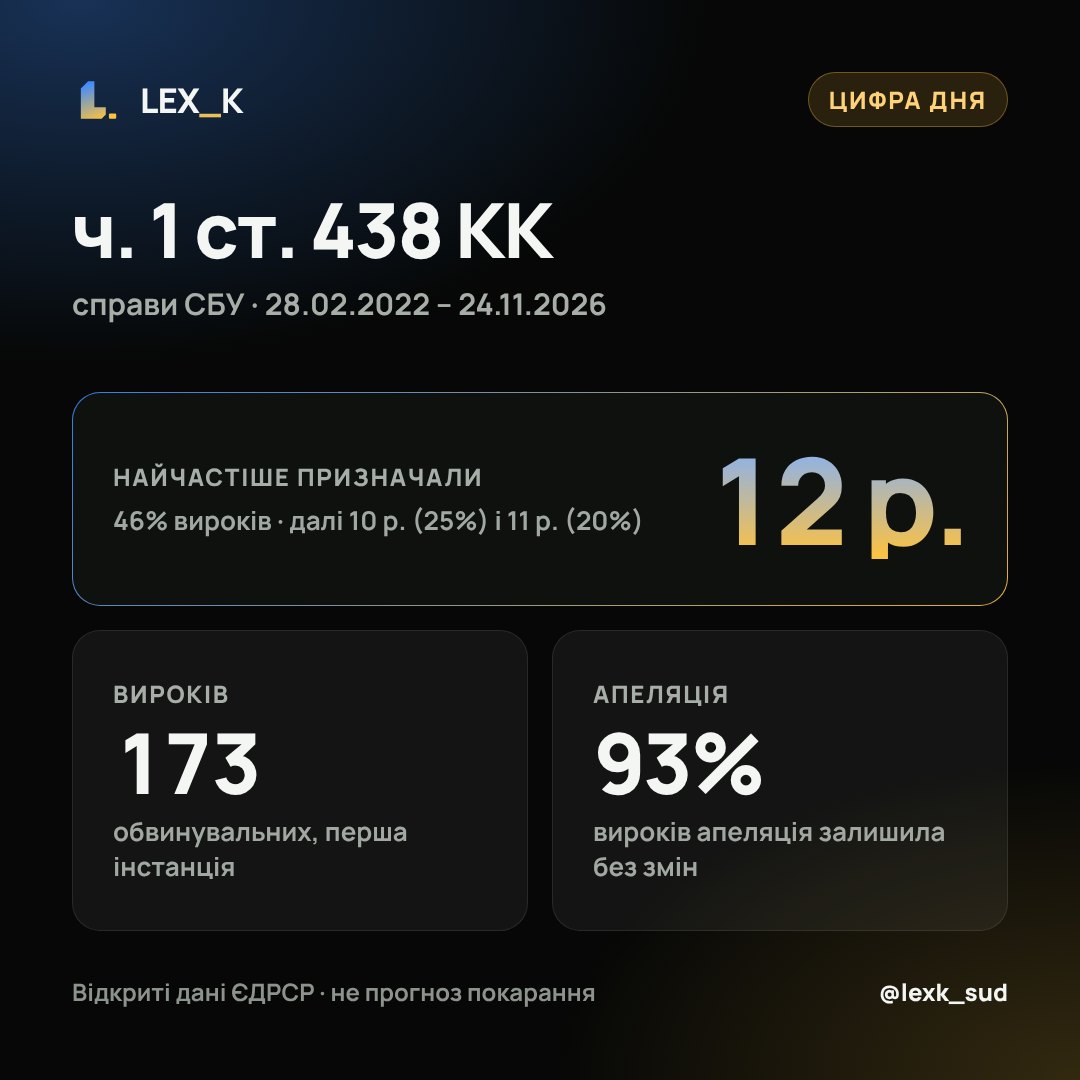 LEX_K
ЦИФРА ДНЯ
ч. 1 ст. 438 КК
справи СБУ · 28.02.2022 – 24.11.2026
НАЙЧАСТІШЕ ПРИЗНАЧАЛИ
46% вироків · далі 10 р. (25%) і 11 р. (20%)
12 р.
ВИРОКІВ
173
обвинувальних, перша
інстанція
АПЕЛЯЦІЯ
93%
вироків апеляція залишила
без змін
Відкриті дані ЄДРСР · не прогноз покарання
@lexk_sud